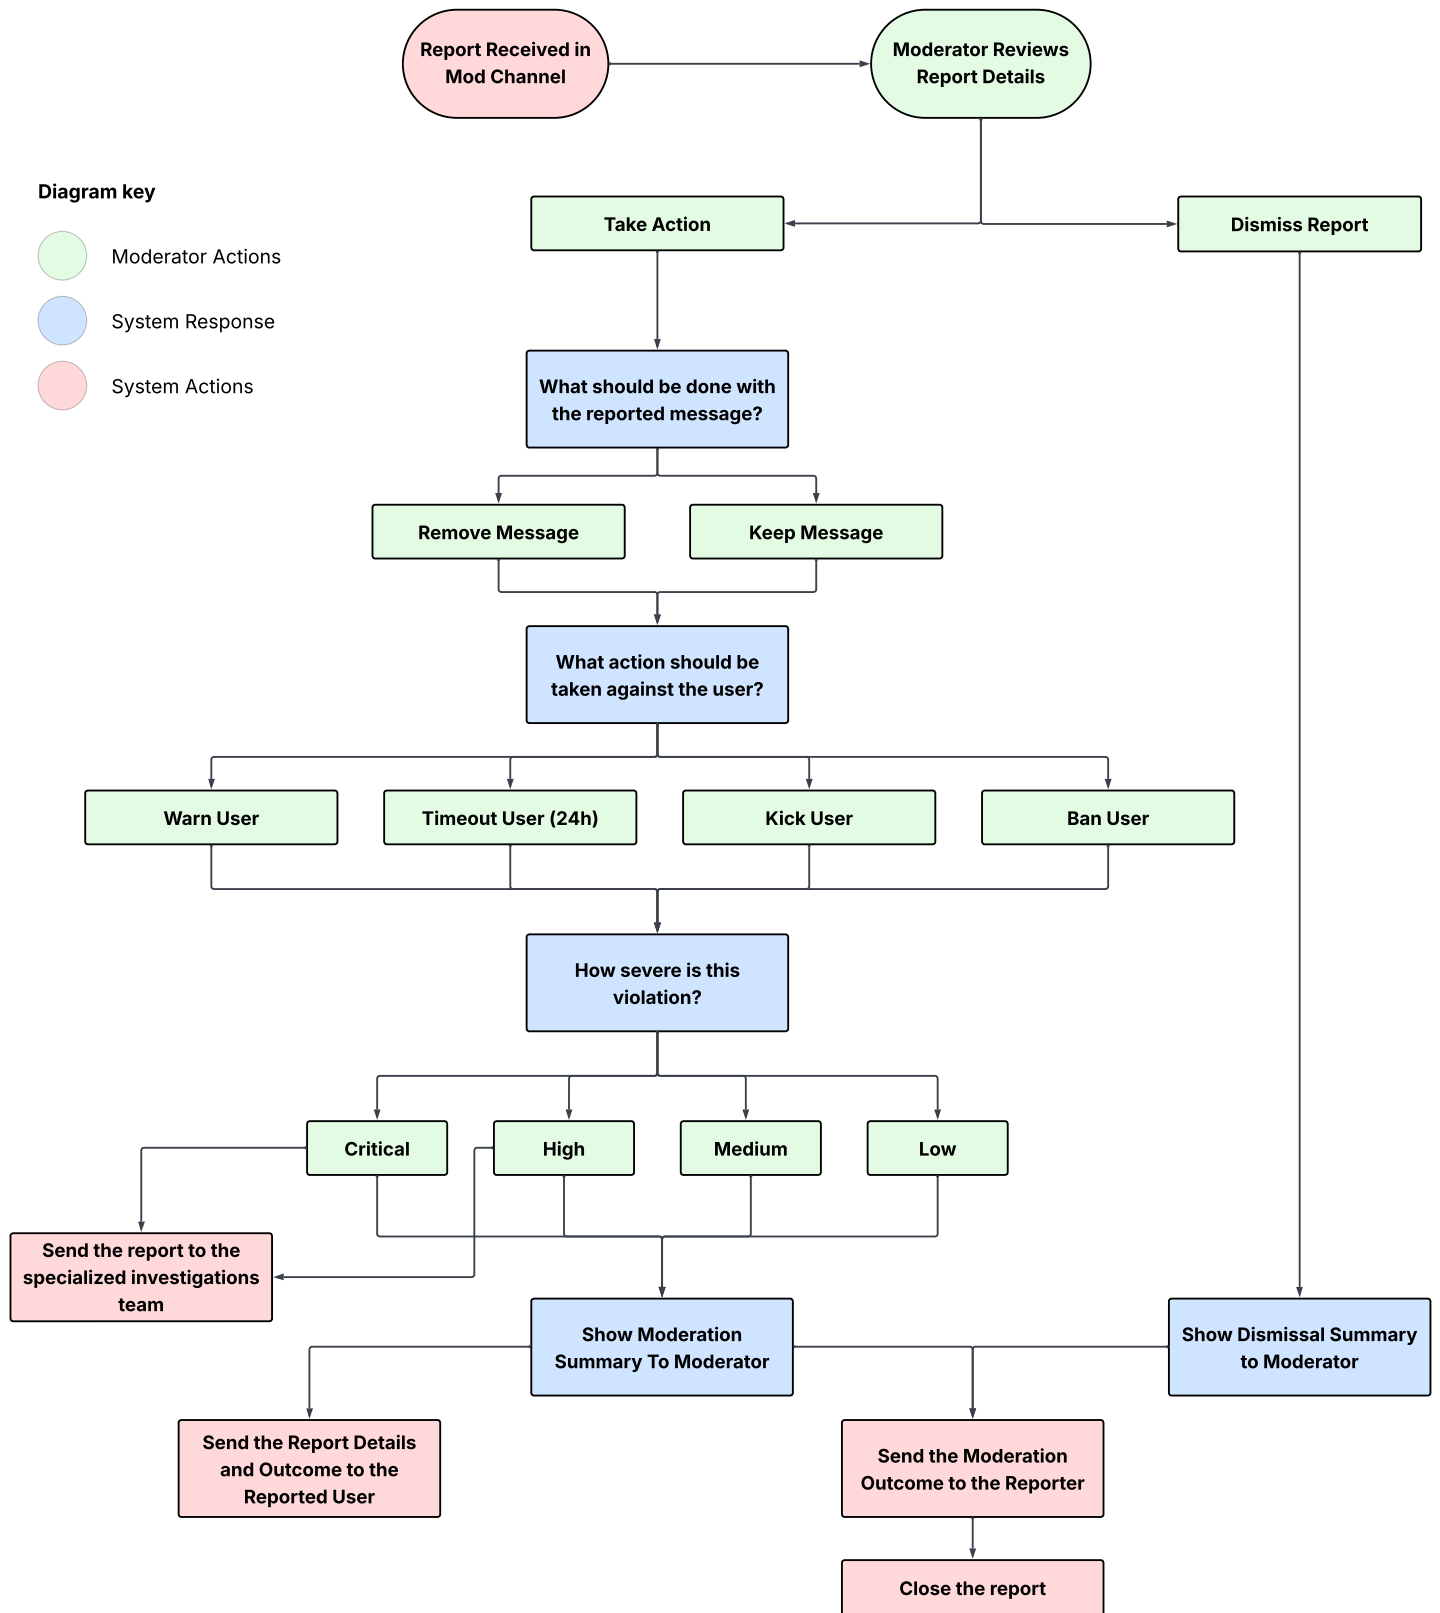 Report Received in
Mod Channel
Moderator Reviews
Report Details
Diagram key
Moderator Actions
System Response
System Actions
Take Action
Dismiss Report
What should be done with
the reported message?
Remove Message
Keep Message
What action should be
taken against the user?
Warn User
Timeout User (24h)
Kick User
Ban User
How severe is this
violation?
Critical
High
Medium
Low
Send the report to the
specialized investigations
team
Show Moderation
Summary To Moderator
Show Dismissal Summary
to Moderator
Send the Report Details
and Outcome to the
Reported User
Send the Moderation
Outcome to the Reporter
Close the report